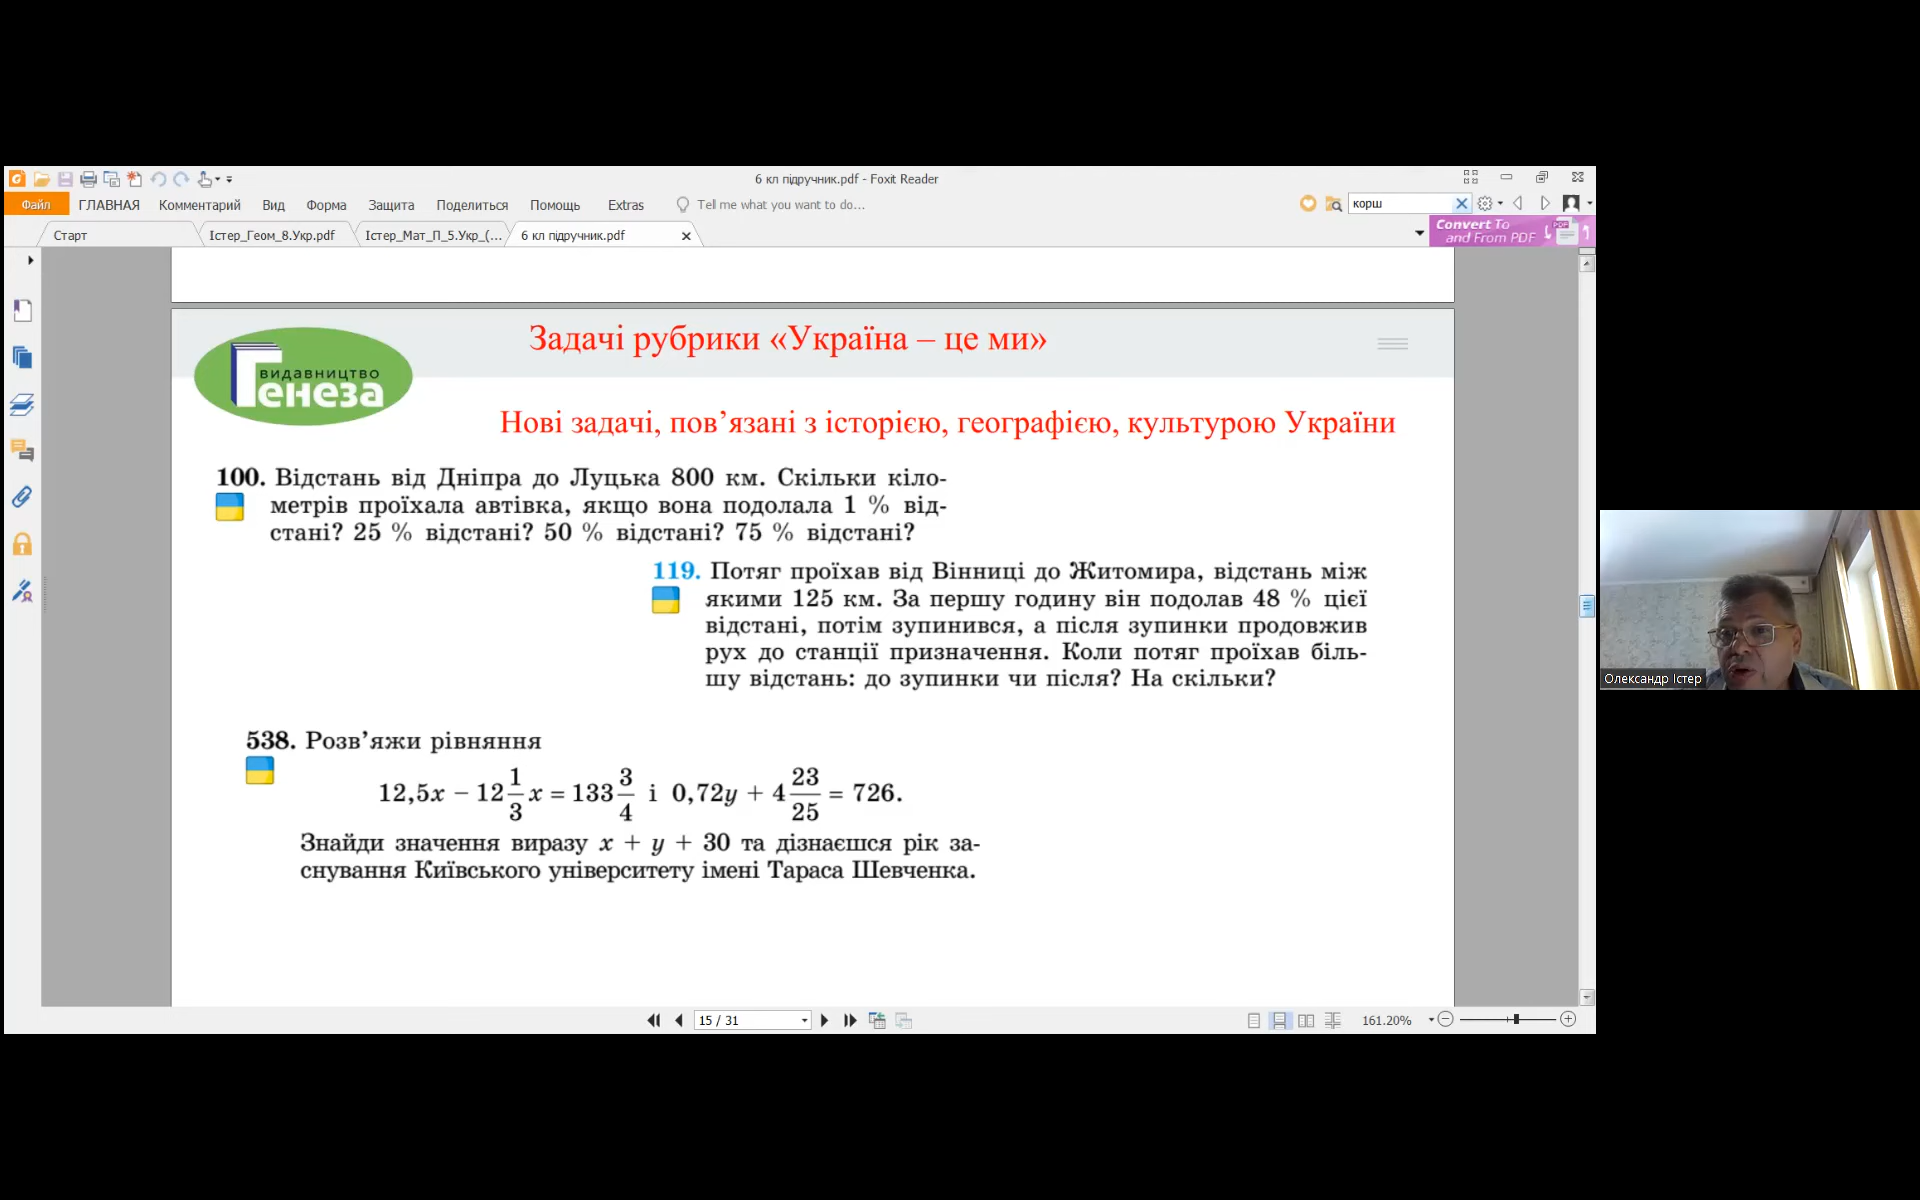 6 кл підручник.pdf - Foxit Reader
Файл ГЛАВНАЯ Комментарий Вид Форма Защита Поделиться Помощь Extras Tell me what you want to do... корш
Старт Істер_Геом_8.Укр.pdf Істер_Мат_П_5.Укр_(... 6 кл підручник.pdf
Convert To
and From PDF
PDF
Задачі рубрики «Україна – це ми»
видавництво
Генеза
Нові задачі, пов’язані з історією, географією, культурою України
100. Відстань від Дніпра до Луцька 800 км. Скільки кіло-
метрів проїхала автівка, якщо вона подолала 1 % від-
стані? 25 % відстані? 50 % відстані? 75 % відстані?
119. Потяг проїхав від Вінниці до Житомира, відстань між
якими 125 км. За першу годину він подолав 48 % цієї
відстані, потім зупинився, а після зупинки продовжив
рух до станції призначення. Коли потяг проїхав біль-
шу відстань: до зупинки чи після? На скільки?
538. Розв’яжи рівняння
12,5x − 12 1/3 x = 133 3/4 і 0,72y + 4 23/25 = 726.
Знайди значення виразу x + y + 30 та дізнаєшся рік за-
снування Київського університету імені Тараса Шевченка.
Олександр Істер
15 / 31
161.20%